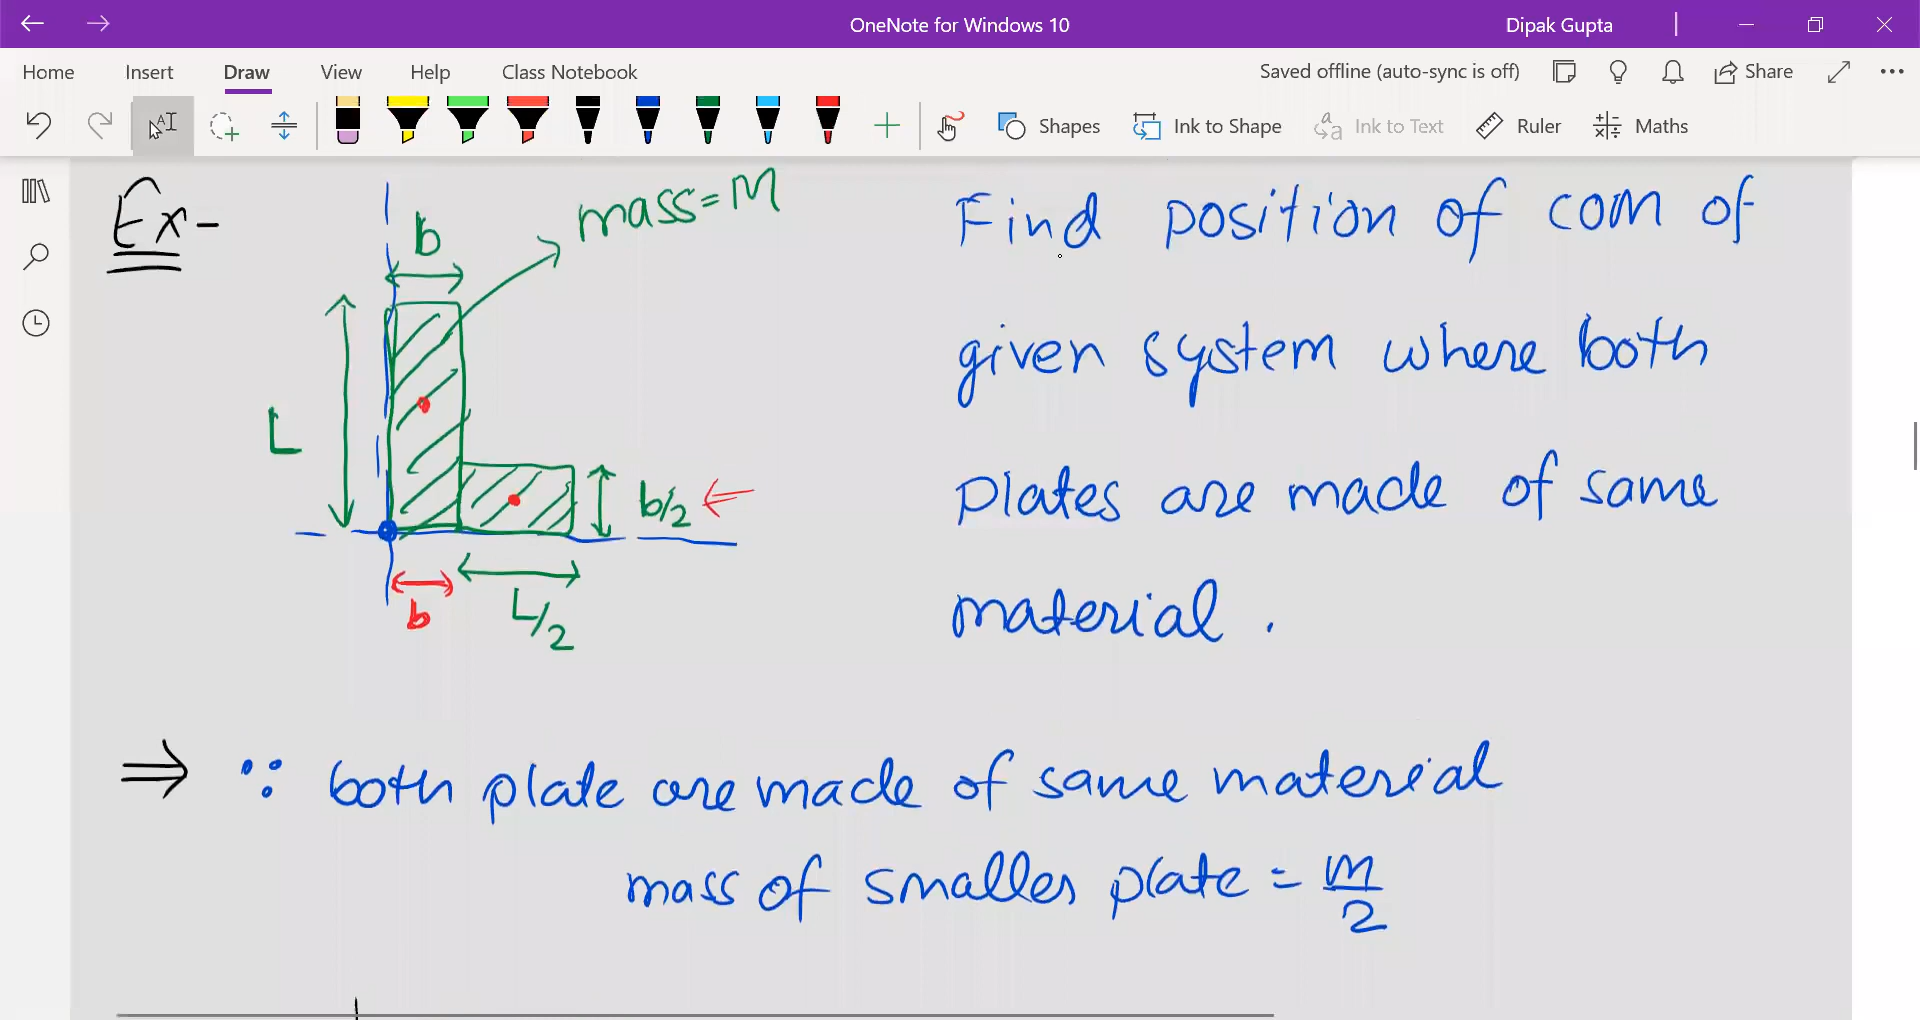 OneNote for Windows 10
Dipak Gupta
Home Insert Draw View Help Class Notebook
Saved offline (auto-sync is off)
Share
Shapes
Ink to Shape
Ink to Text
Ruler
Maths
Ex-
mass = M
b
L
b/2
b
L/2
Find position of COM of
given system where both
plates are made of same
material .
⇒ ∵ both plate are made of same material
mass of smaller plate = m/2